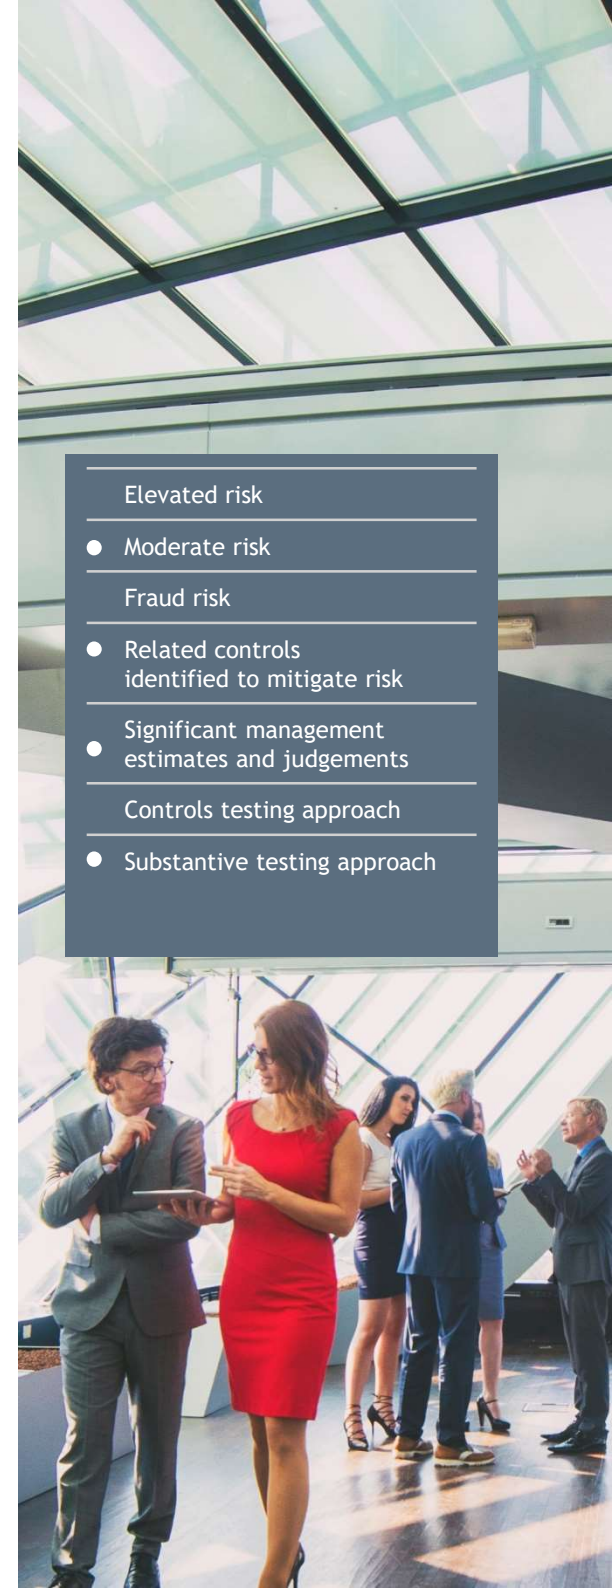 Elevated risk
Moderate risk
Fraud risk
Related controls
identified to mitigate risk
Significant management
estimates and judgements
Controls testing approach
Substantive testing approach